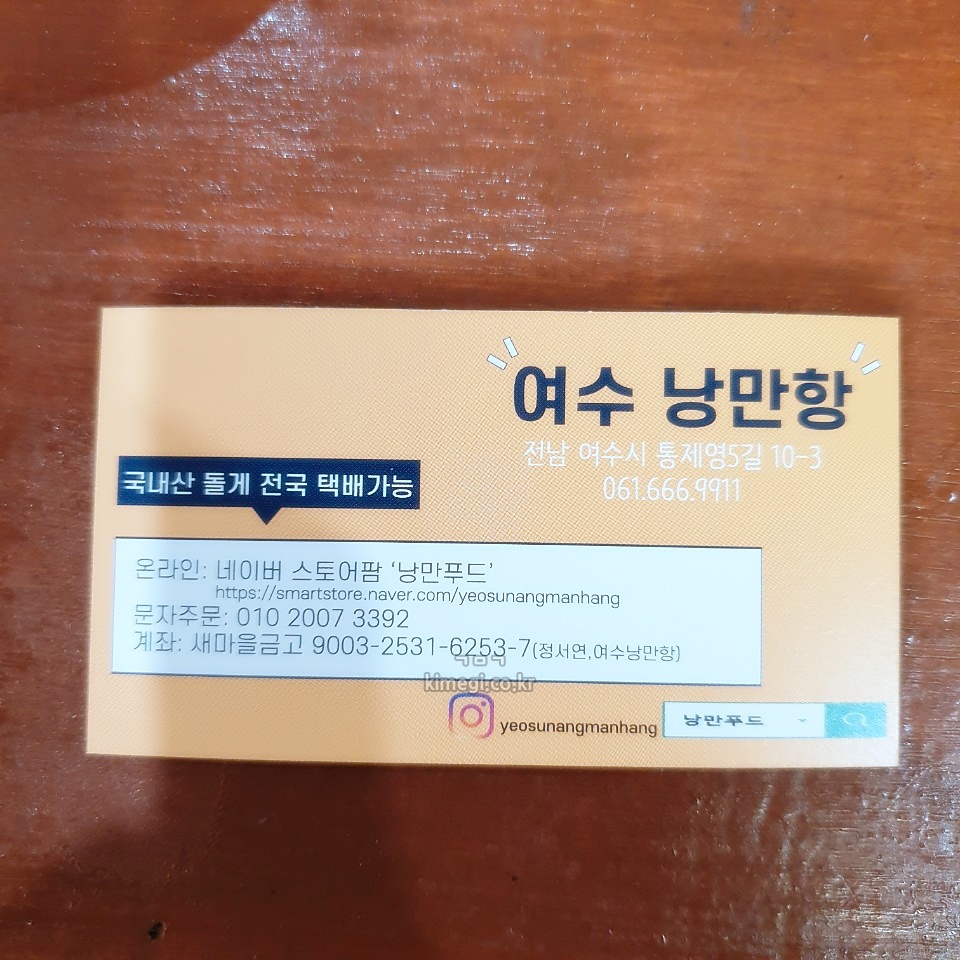 여수 낭만항
전남 여수시 통제영5길 10-3
061.666.9911
국내산 돌게 전국 택배가능
온라인: 네이버 스토어팜 ‘낭만푸드’
https://smartstore.naver.com/yeosunangmanhang
문자주문: 010 2007 3392
계좌: 새마을금고 9003-2531-6253-7(정서연,여수낭만항)
kimegi.co.kr
yeosunangmanhang
낭만푸드